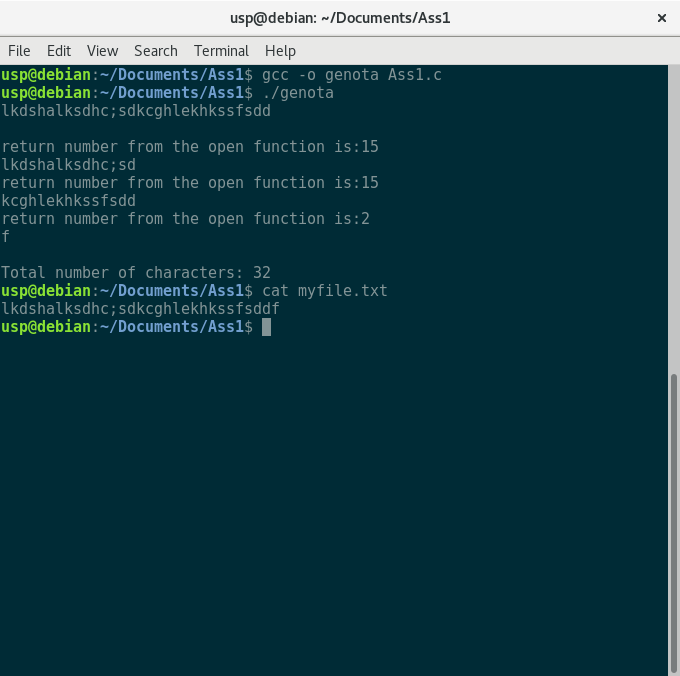 usp@debian: ~/Documents/Ass1 ×
File Edit View Search Terminal Help
usp@debian:~/Documents/Ass1$ gcc -o genota Ass1.c
usp@debian:~/Documents/Ass1$ ./genota
lkdshalksdhc;sdkcghlekhkssfsdd
return number from the open function is:15
lkdshalksdhc;sd
return number from the open function is:15
kcghlekhkssfsdd
return number from the open function is:2
f
Total number of characters: 32
usp@debian:~/Documents/Ass1$ cat myfile.txt
lkdshalksdhc;sdkcghlekhkssfsddf
usp@debian:~/Documents/Ass1$